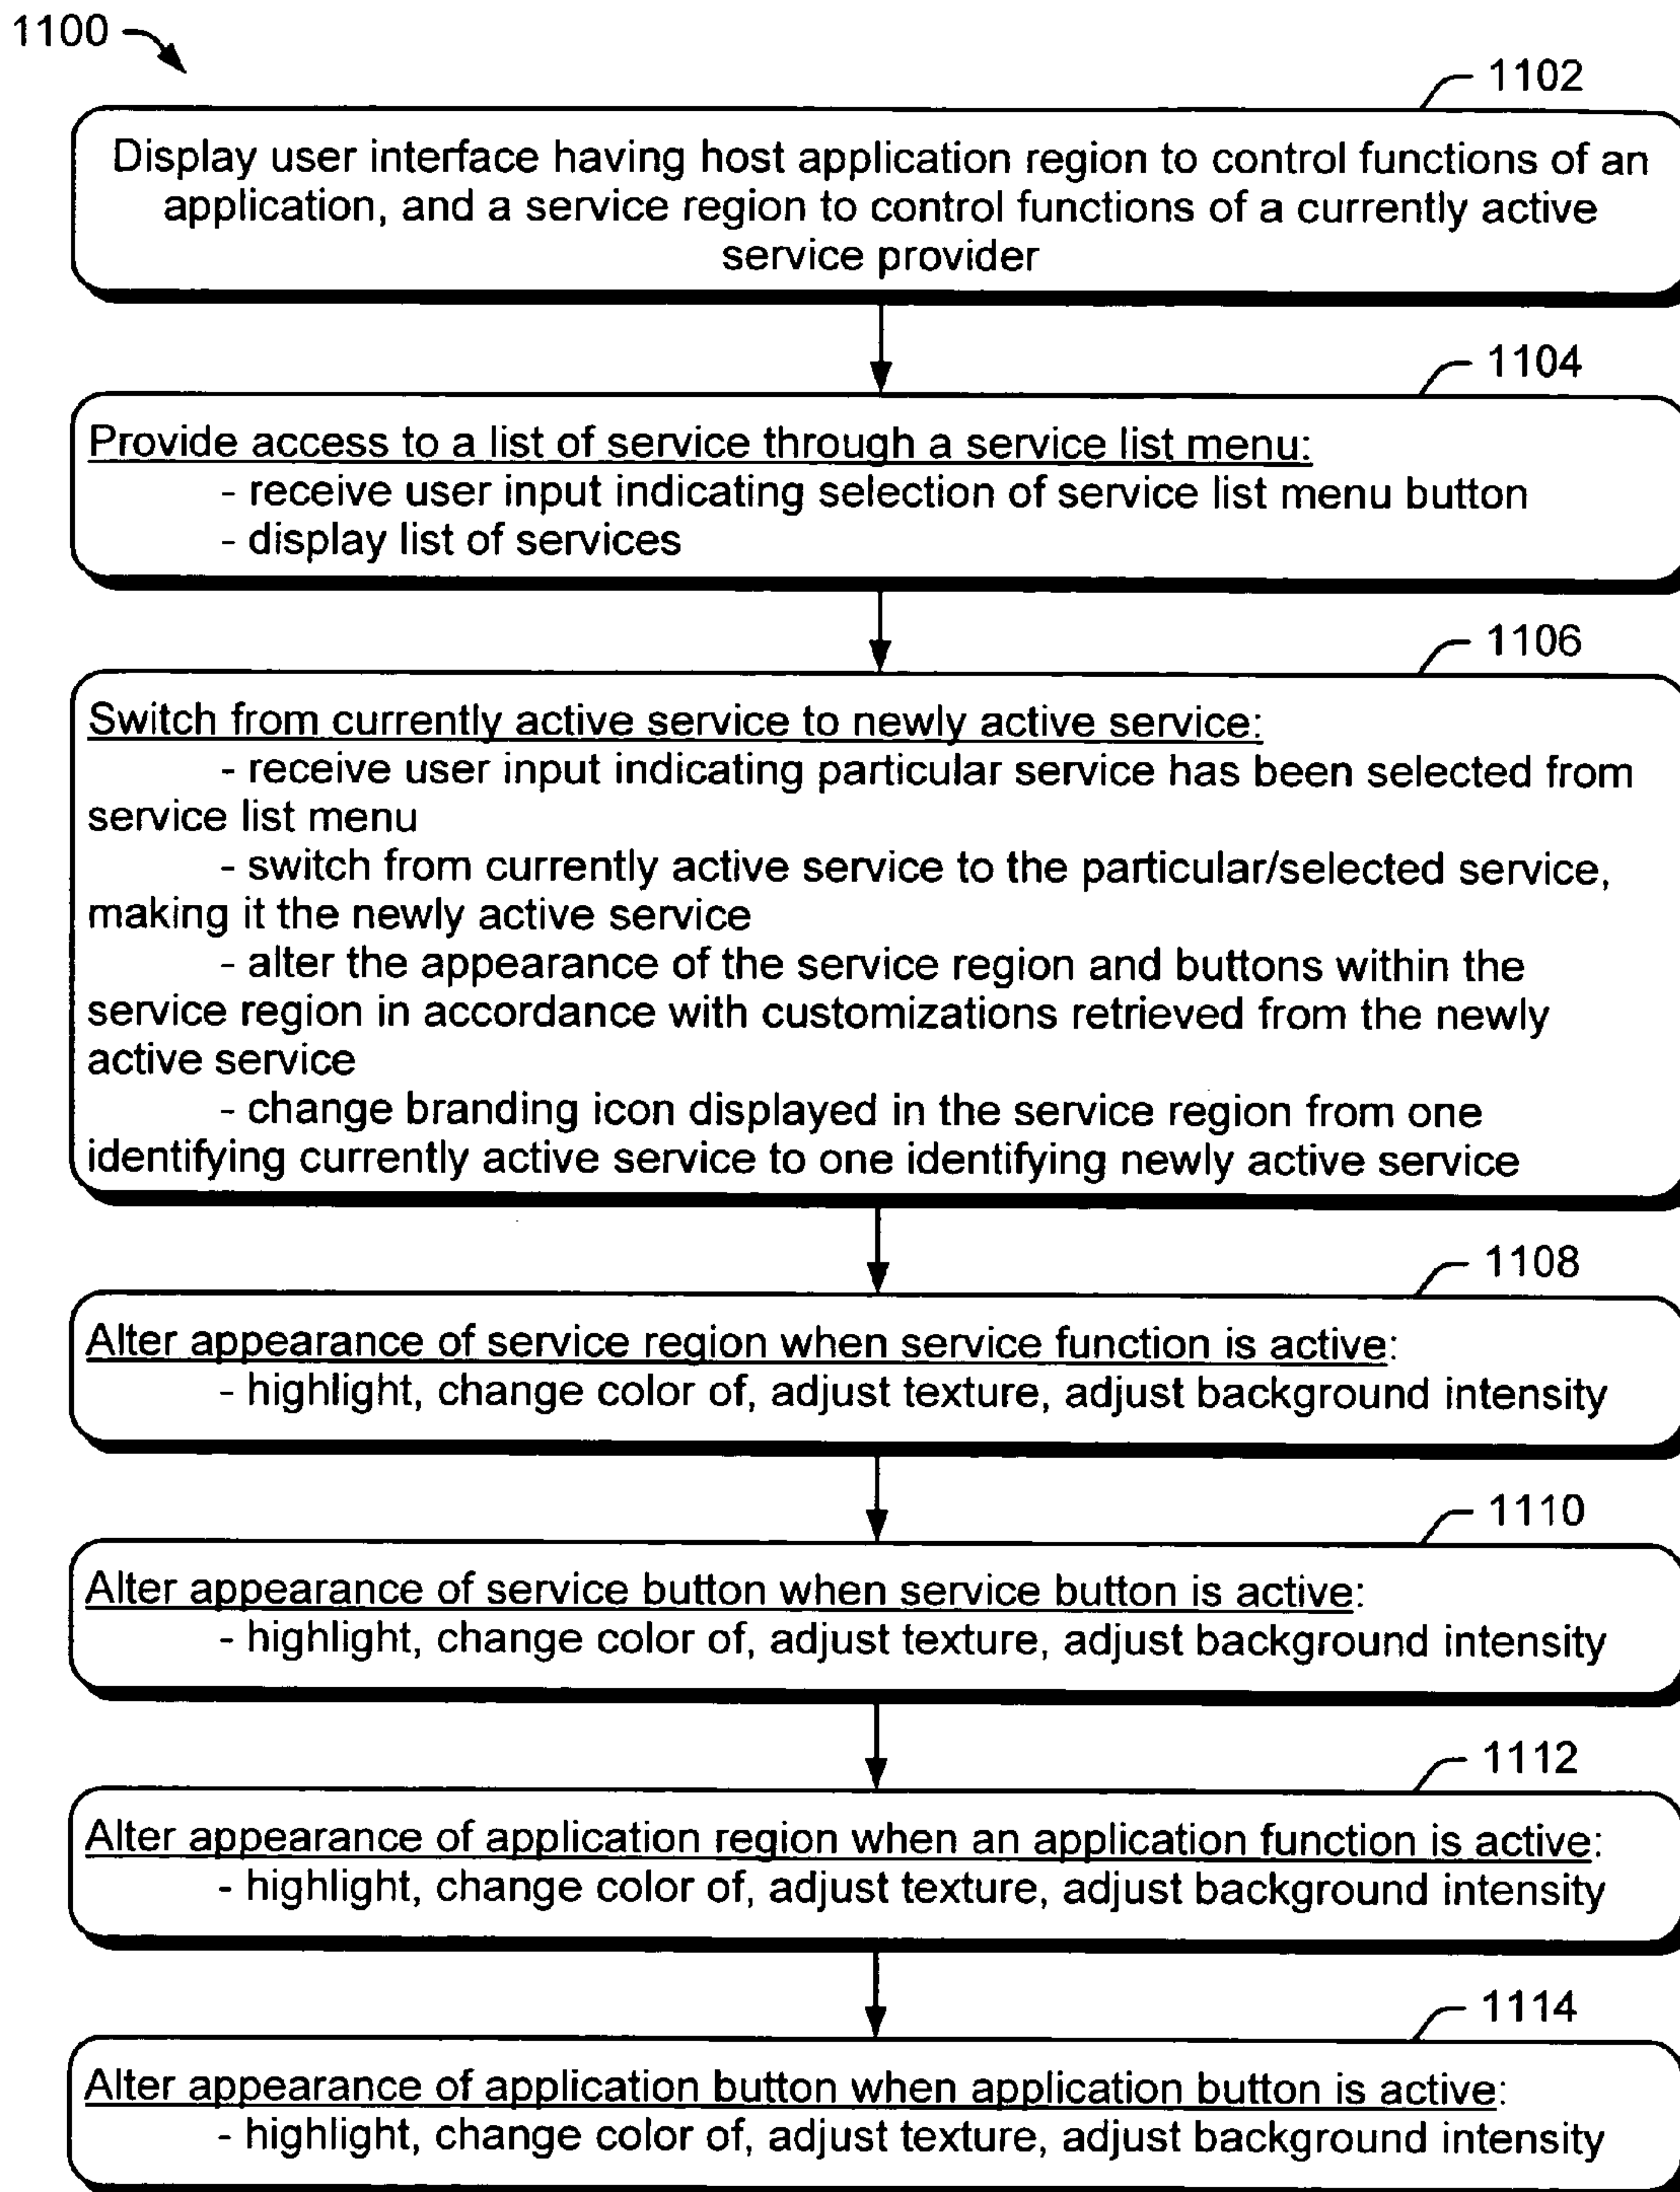 1100
1102
Display user interface having host application region to control functions of an
application, and a service region to control functions of a currently active
service provider
1104
Provide access to a list of service through a service list menu:
- receive user input indicating selection of service list menu button
- display list of services
1106
Switch from currently active service to newly active service:
- receive user input indicating particular service has been selected from
service list menu
- switch from currently active service to the particular/selected service,
making it the newly active service
- alter the appearance of the service region and buttons within the
service region in accordance with customizations retrieved from the newly
active service
- change branding icon displayed in the service region from one
identifying currently active service to one identifying newly active service
1108
Alter appearance of service region when service function is active:
- highlight, change color of, adjust texture, adjust background intensity
1110
Alter appearance of service button when service button is active:
- highlight, change color of, adjust texture, adjust background intensity
1112
Alter appearance of application region when an application function is active:
- highlight, change color of, adjust texture, adjust background intensity
1114
Alter appearance of application button when application button is active:
- highlight, change color of, adjust texture, adjust background intensity